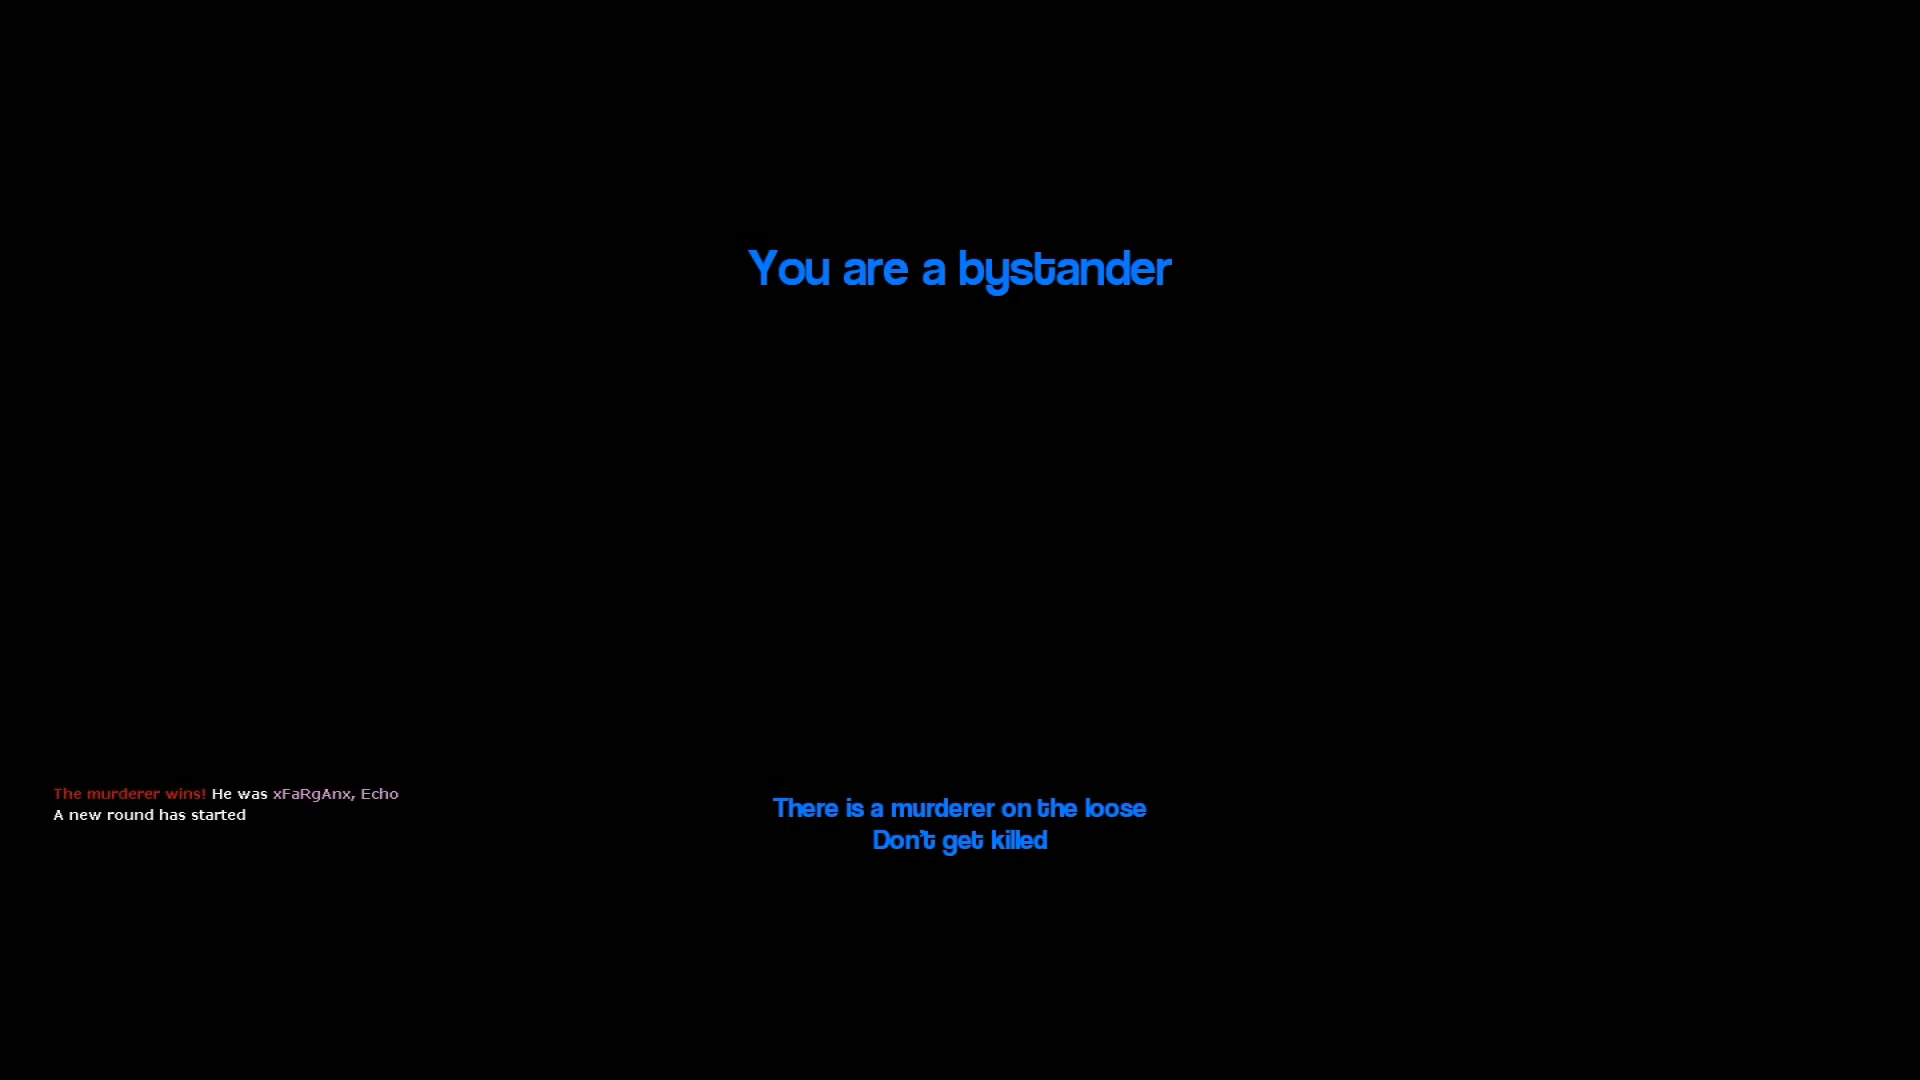 You are a bystander
The murderer wins! He was xFaRgAnx, Echo
A new round has started
There is a murderer on the loose
Don't get killed